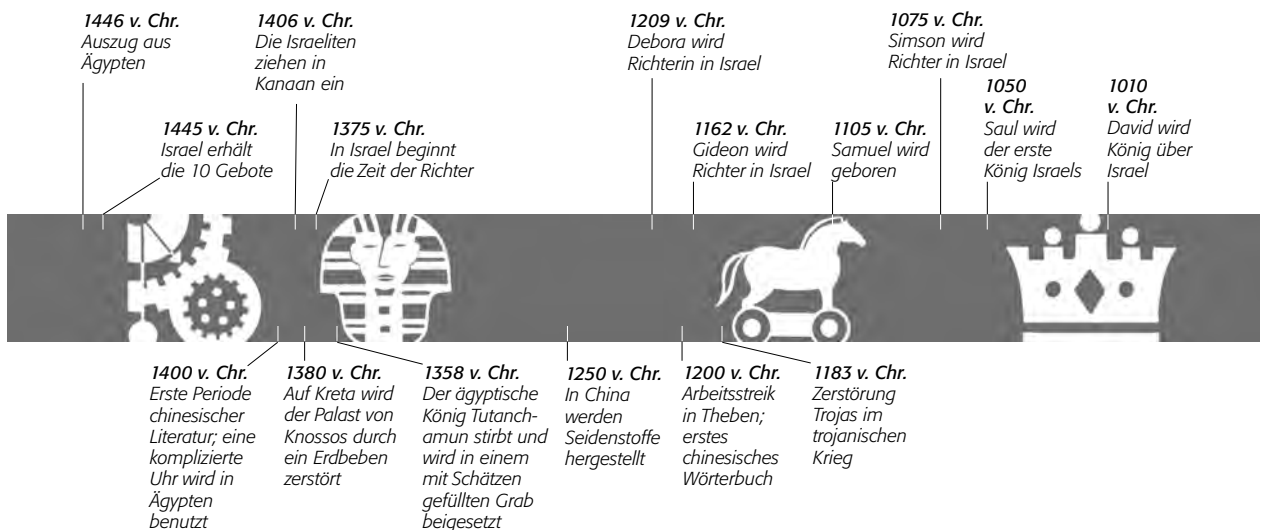 1446 v. Chr.
Auszug aus
Ägypten
1445 v. Chr.
Israel erhält
die 10 Gebote
1406 v. Chr.
Die Israeliten
ziehen in
Kanaan ein
1375 v. Chr.
In Israel beginnt
die Zeit der Richter
1209 v. Chr.
Debora wird
Richterin in Israel
1162 v. Chr.
Gideon wird
Richter in Israel
1105 v. Chr.
Samuel wird
geboren
1075 v. Chr.
Simson wird
Richter in Israel
1050
v. Chr.
Saul wird
der erste
König Israels
1010
v. Chr.
David wird
König über
Israel
1400 v. Chr.
Erste Periode
chinesischer
Literatur; eine
komplizierte
Uhr wird in
Ägypten
benutzt
1380 v. Chr.
Auf Kreta wird
der Palast von
Knossos durch
ein Erdbeben
zerstört
1358 v. Chr.
Der ägyptische
König Tutanch-
amun stirbt und
wird in einem
mit Schätzen
gefüllten Grab
beigesetzt
1250 v. Chr.
In China
werden
Seidenstoffe
hergestellt
1200 v. Chr.
Arbeitsstreik
in Theben;
erstes
chinesisches
Wörterbuch
1183 v. Chr.
Zerstörung
Trojas im
trojanischen
Krieg